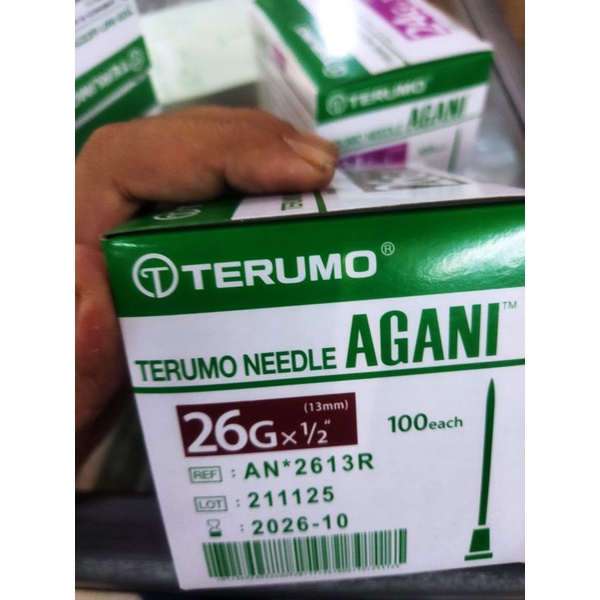 TERUMO
AGANI
TERUMO NEEDLE
TERUMO®
TERUMO NEEDLE AGANI™
(13mm)
26G×1/2"
100each
REF : AN*2613R
LOT : 211125
: 2026-10